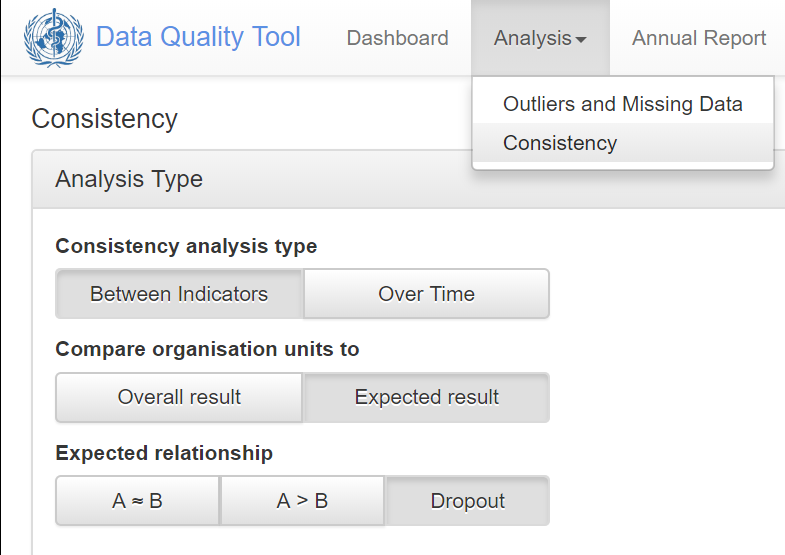 Data Quality Tool Dashboard Analysis Annual Report
Outliers and Missing Data
Consistency
Consistency
Analysis Type
Consistency analysis type
Between Indicators Over Time
Compare organisation units to
Overall result Expected result
Expected relationship
A ≈ B A > B Dropout